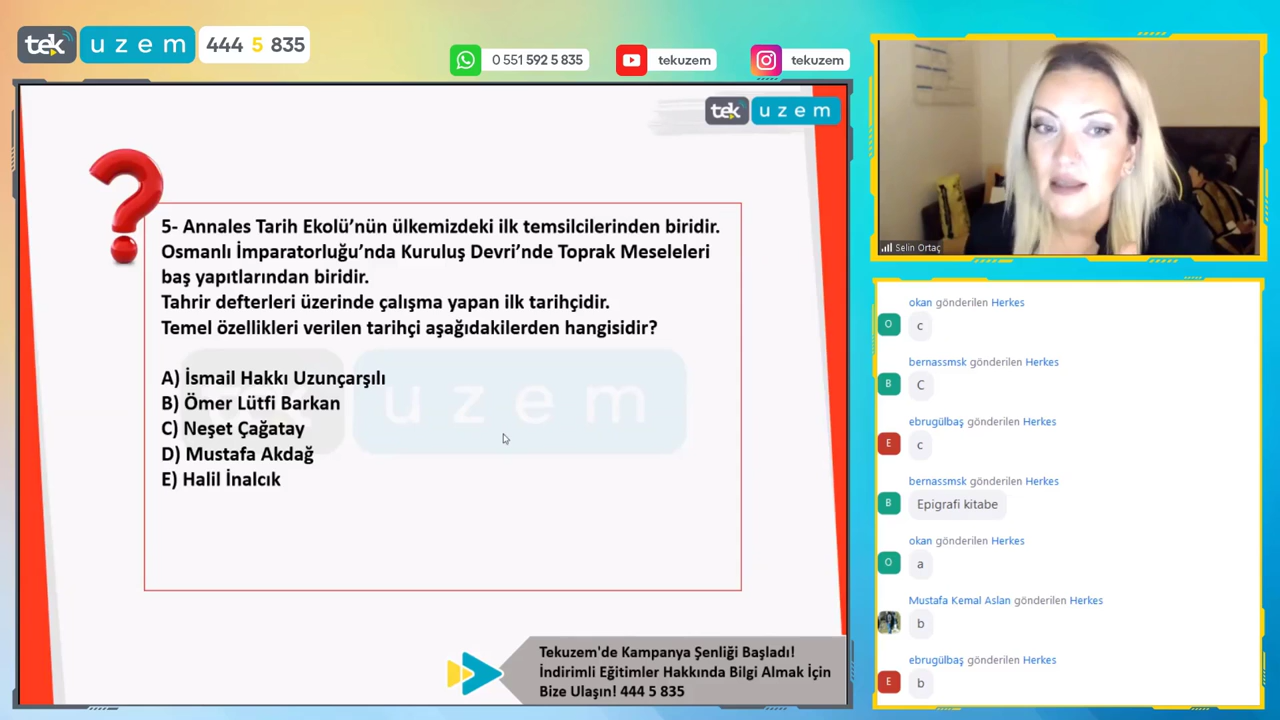 tek uzem 444 5 835
0 551 592 5 835
tekuzem
tekuzem
tek uzem
5- Annales Tarih Ekolü’nün ülkemizdeki ilk temsilcilerinden biridir.
Osmanlı İmparatorluğu’nda Kuruluş Devri’nde Toprak Meseleleri
baş yapıtlarından biridir.
Tahrir defterleri üzerinde çalışma yapan ilk tarihçidir.
Temel özellikleri verilen tarihçi aşağıdakilerden hangisidir?
A) İsmail Hakkı Uzunçarşılı
B) Ömer Lütfi Barkan
C) Neşet Çağatay
D) Mustafa Akdağ
E) Halil İnalcık
uzem
Tekuzem'de Kampanya Şenliği Başladı!
İndirimli Eğitimler Hakkında Bilgi Almak İçin
Bize Ulaşın! 444 5 835
Selin Ortaç
okan gönderilen Herkes
O
c
bernassmsk gönderilen Herkes
B
C
ebrugülbaş gönderilen Herkes
E
c
bernassmsk gönderilen Herkes
B
Epigrafi kitabe
okan gönderilen Herkes
O
a
Mustafa Kemal Aslan gönderilen Herkes
b
ebrugülbaş gönderilen Herkes
E
b